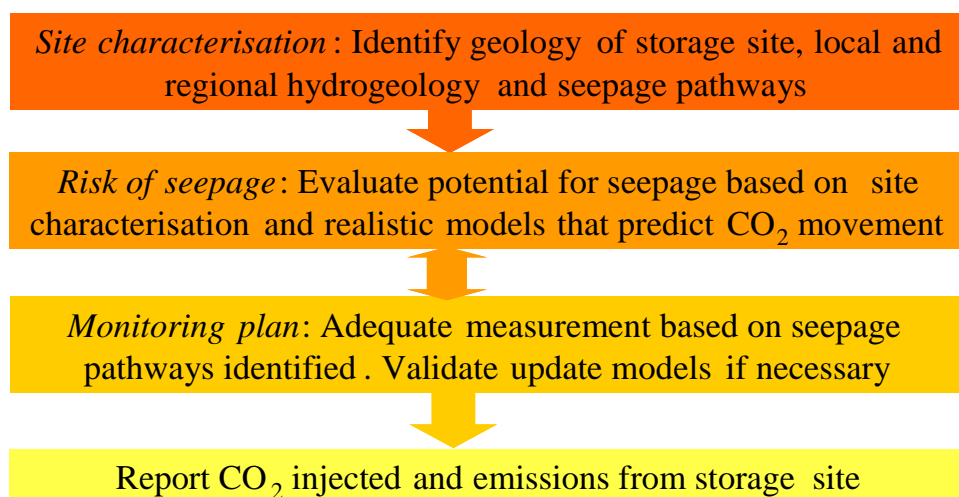 Site characterisation: Identify geology of storage site, local and
regional hydrogeology and seepage pathways
Risk of seepage: Evaluate potential for seepage based on site
characterisation and realistic models that predict CO₂ movement
Monitoring plan: Adequate measurement based on seepage
pathways identified. Validate update models if necessary
Report CO₂ injected and emissions from storage site